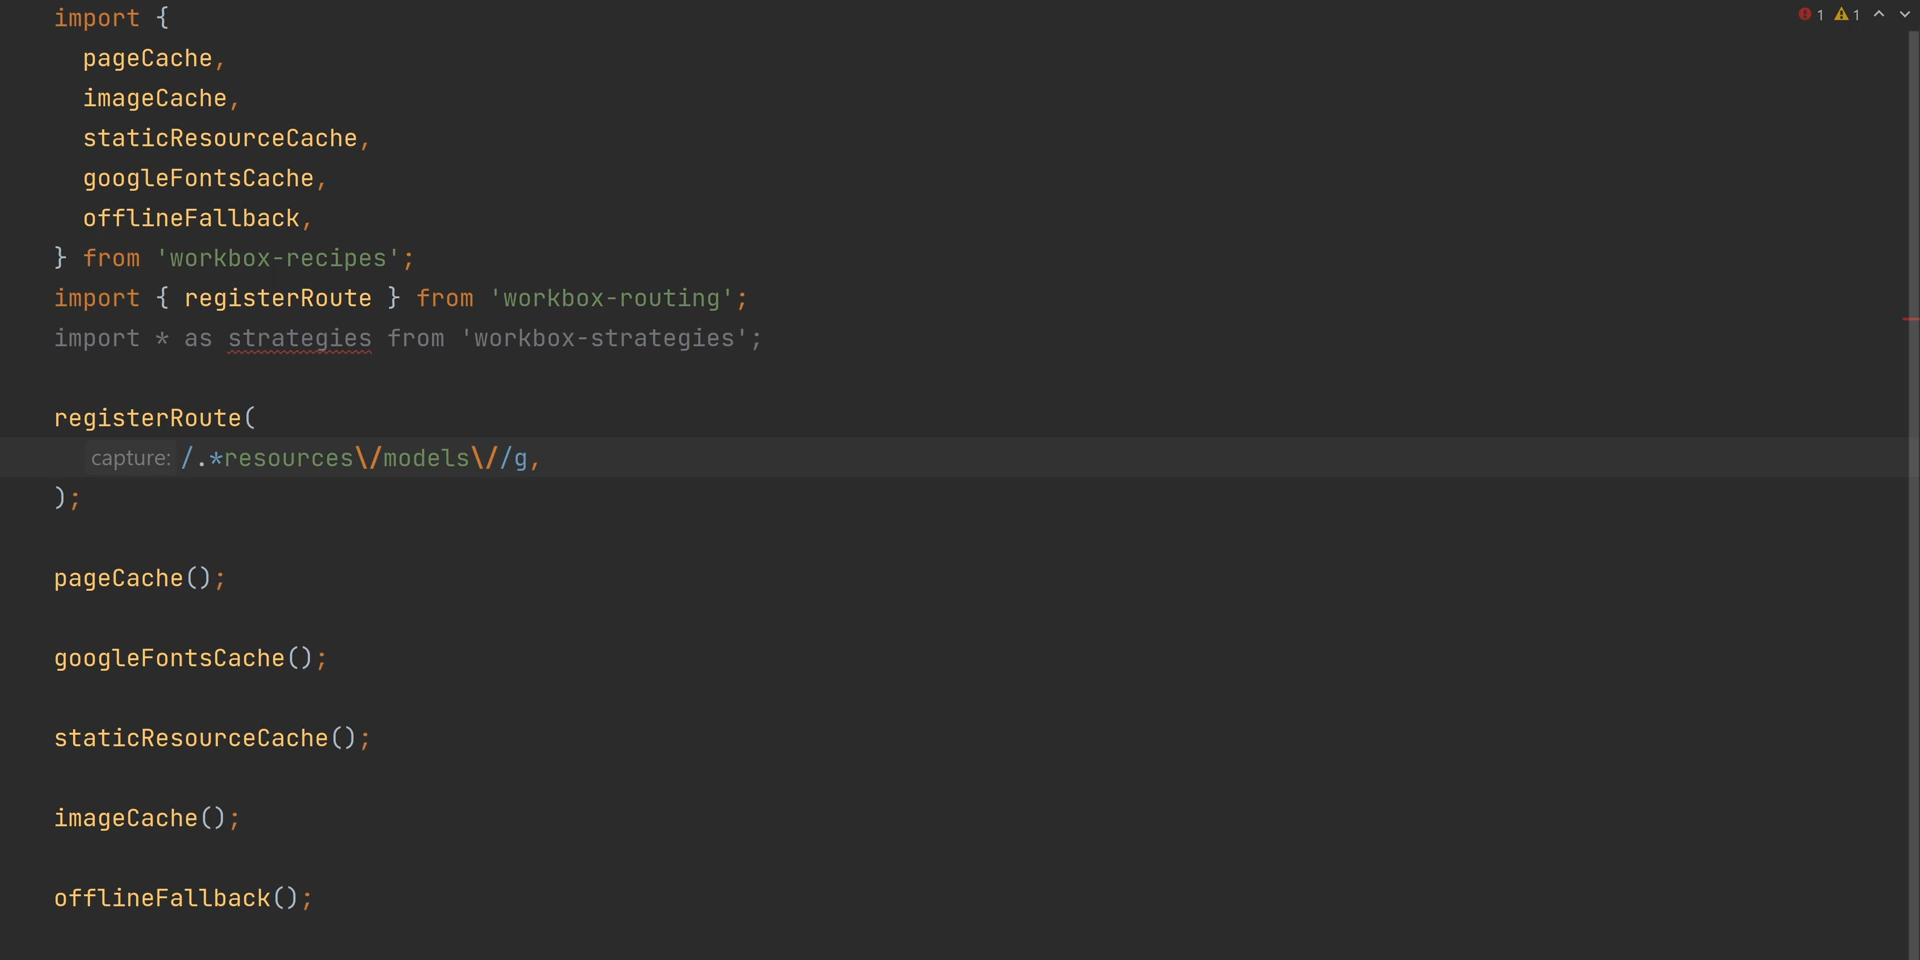 import {
  pageCache,
  imageCache,
  staticResourceCache,
  googleFontsCache,
  offlineFallback,
} from 'workbox-recipes';
import { registerRoute } from 'workbox-routing';
import * as strategies from 'workbox-strategies';
registerRoute(
  capture: /.*resources\/models\//g,
);
pageCache();
googleFontsCache();
staticResourceCache();
imageCache();
offlineFallback();
1 1